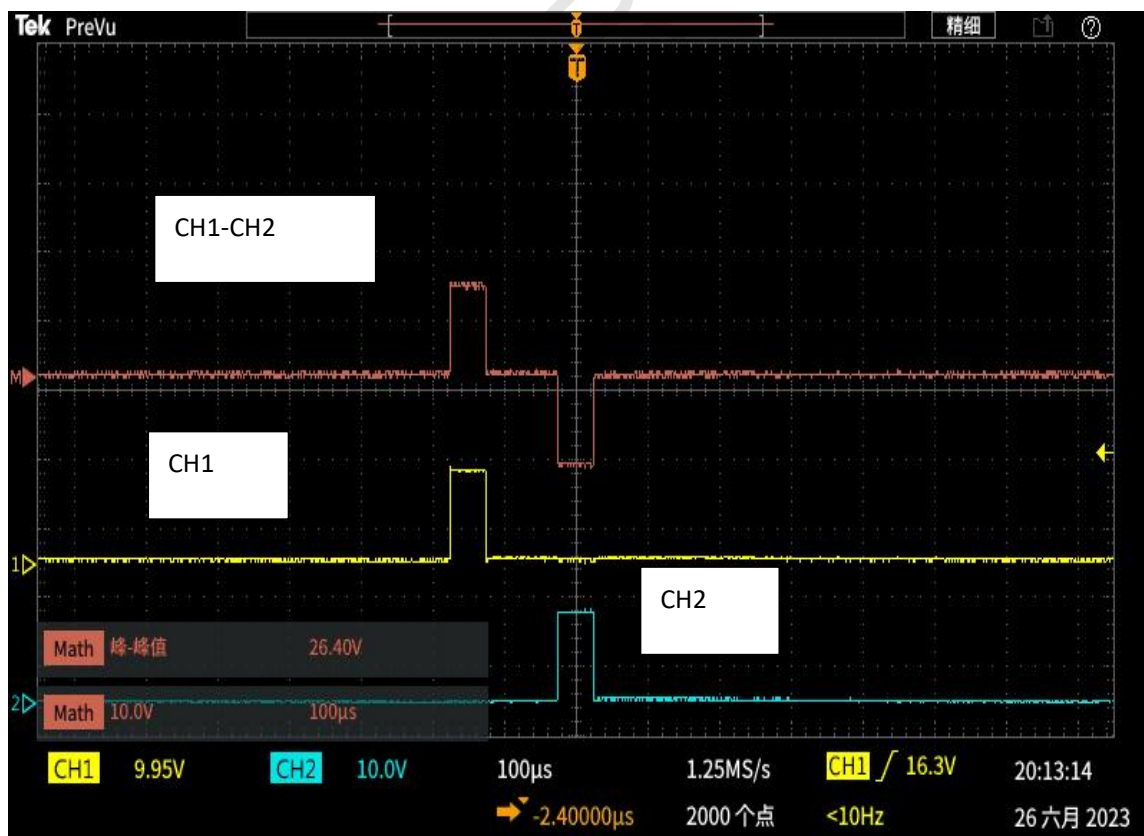 Tek PreVu 精细
T
T
CH1-CH2
M
CH1
1
CH2
Math 峰-峰值 26.40V
2
Math 10.0V 100μs
CH1 9.95V CH2 10.0V 100μs 1.25MS/s CH1 16.3V 20:13:14
-2.40000μs 2000 个点 <10Hz 26 六月 2023